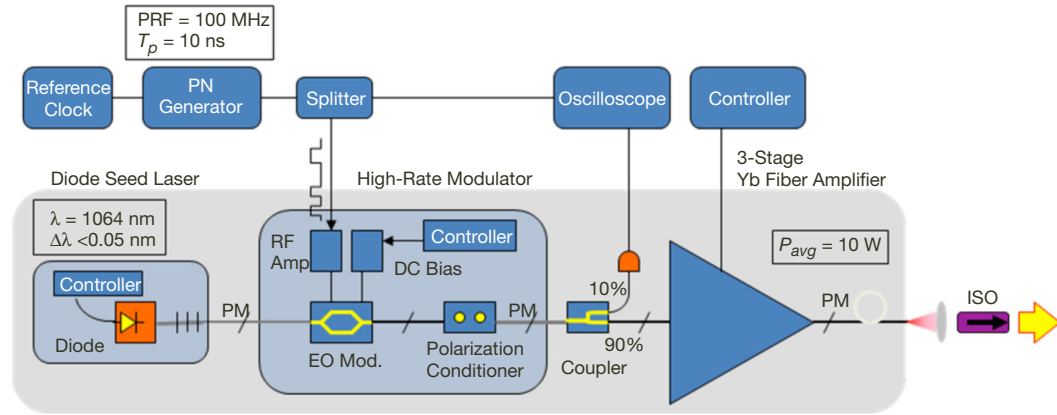 PRF = 100 MHz
Tp = 10 ns
Reference
Clock
PN
Generator
Splitter
Oscilloscope
Controller
3-Stage
Yb Fiber Amplifier
Diode Seed Laser
High-Rate Modulator
λ = 1064 nm
Δλ <0.05 nm
Pavg = 10 W
RF
Amp
Controller
DC Bias
Controller
10%
ISO
PM
PM
PM
Diode
EO Mod.
Polarization
Conditioner
90%
Coupler